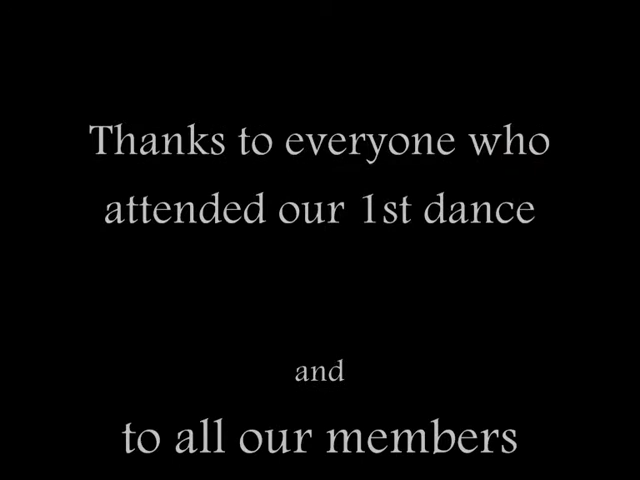 Thanks to everyone who
attended our 1st dance
and
to all our members